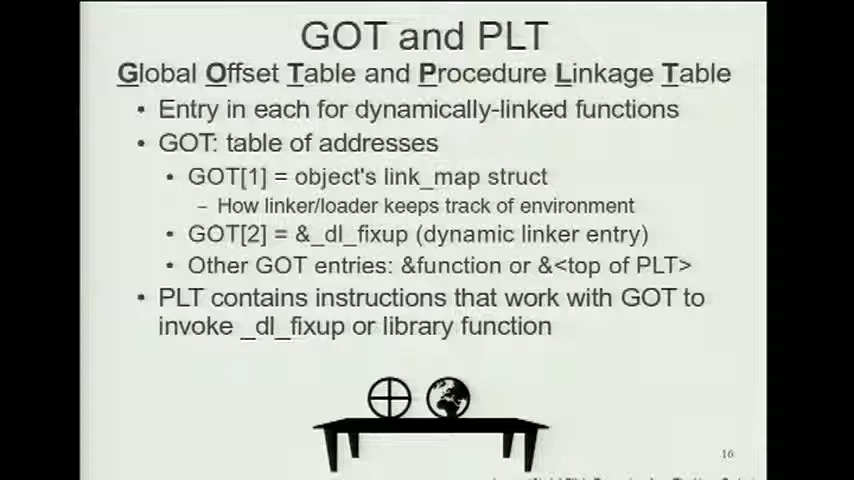 GOT and PLT
Global Offset Table and Procedure Linkage Table
• Entry in each for dynamically-linked functions
• GOT: table of addresses
• GOT[1] = object's link_map struct
– How linker/loader keeps track of environment
• GOT[2] = &_dl_fixup (dynamic linker entry)
• Other GOT entries: &function or &<top of PLT>
• PLT contains instructions that work with GOT to
invoke _dl_fixup or library function
16